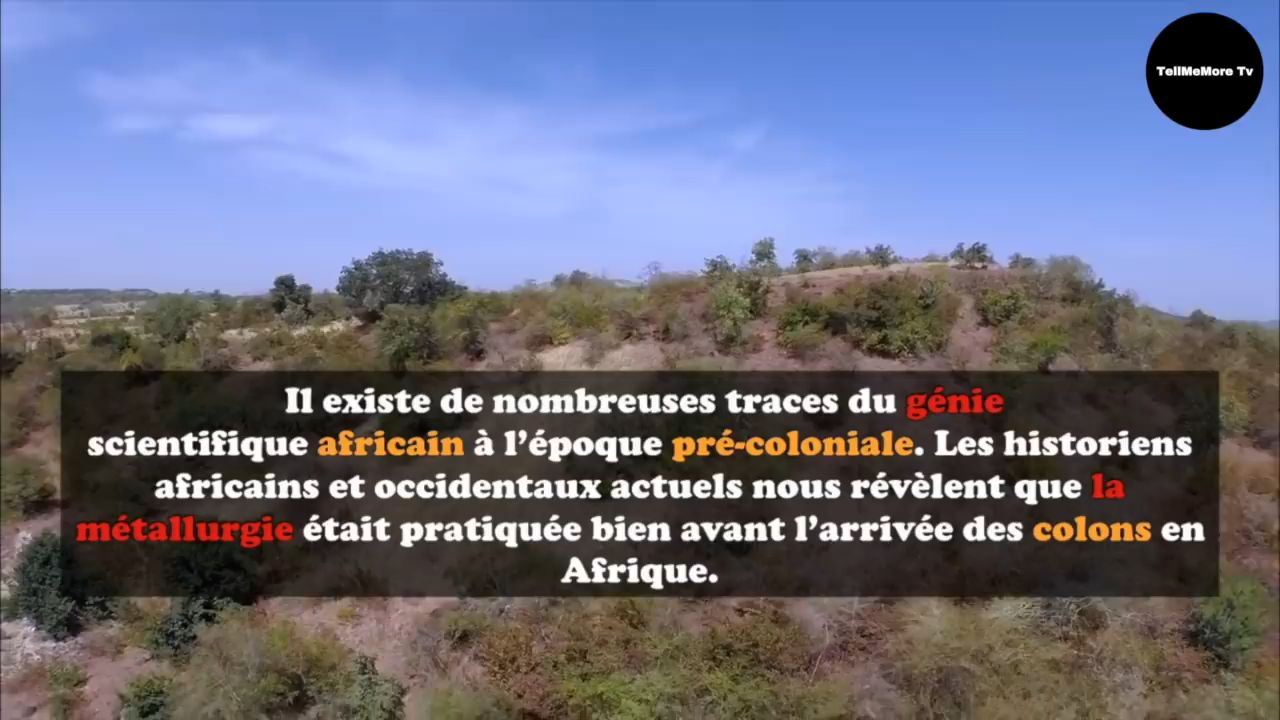 TellMeMore Tv
Il existe de nombreuses traces du génie
scientifique africain à l’époque pré-coloniale. Les historiens
africains et occidentaux actuels nous révèlent que la
métallurgie était pratiquée bien avant l’arrivée des colons en
Afrique.